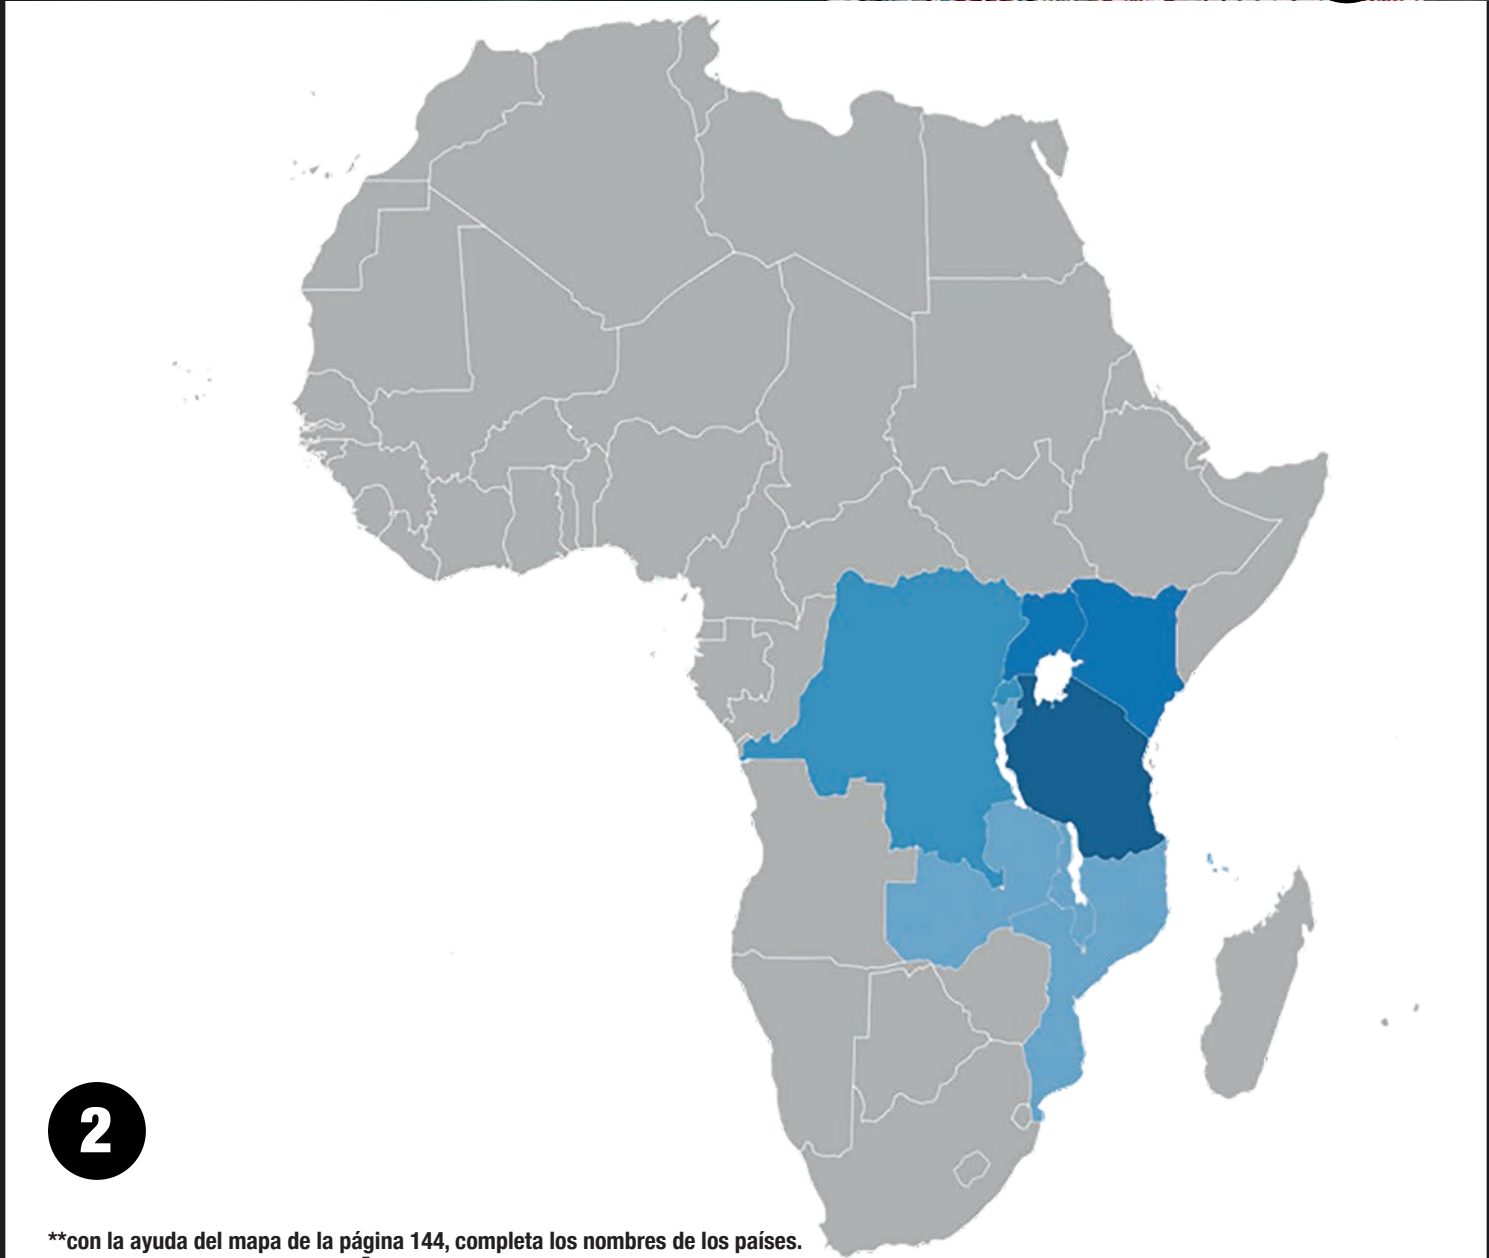 2
**con la ayuda del mapa de la página 144, completa los nombres de los países.